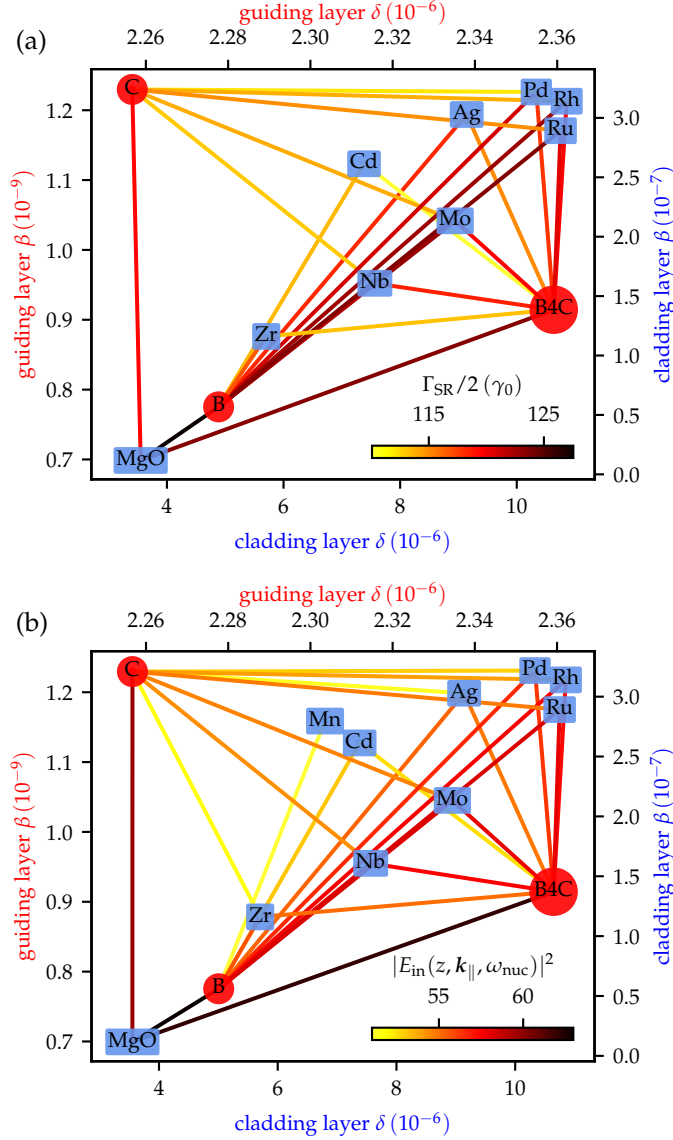 guiding layer δ (10⁻⁶)
(a)
2.26 2.28 2.30 2.31 2.33 2.34 2.36
C
Pd
Rh
Ag
Ru
Cd
Mo
Nb
B4C
Zr
B
MgO
1.2
1.1
1.0
0.9
0.8
0.7
guiding layer β (10⁻⁹)
3.0
2.5
2.0
1.5
1.0
0.5
0.0
cladding layer β (10⁻⁷)
Γ_SR/2 (γ₀)
115 125
4 6 8 10
cladding layer δ (10⁻⁶)
guiding layer δ (10⁻⁶)
(b)
2.26 2.28 2.30 2.31 2.33 2.34 2.36
C
Pd
Rh
Ag
Ru
Mn
Cd
Mo
Nb
B4C
Zr
B
MgO
1.2
1.1
1.0
0.9
0.8
0.7
guiding layer β (10⁻⁹)
3.0
2.5
2.0
1.5
1.0
0.5
0.0
cladding layer β (10⁻⁷)
|E_in(z, k_∥, ω_nuc)|²
55 60
4 6 8 10
cladding layer δ (10⁻⁶)